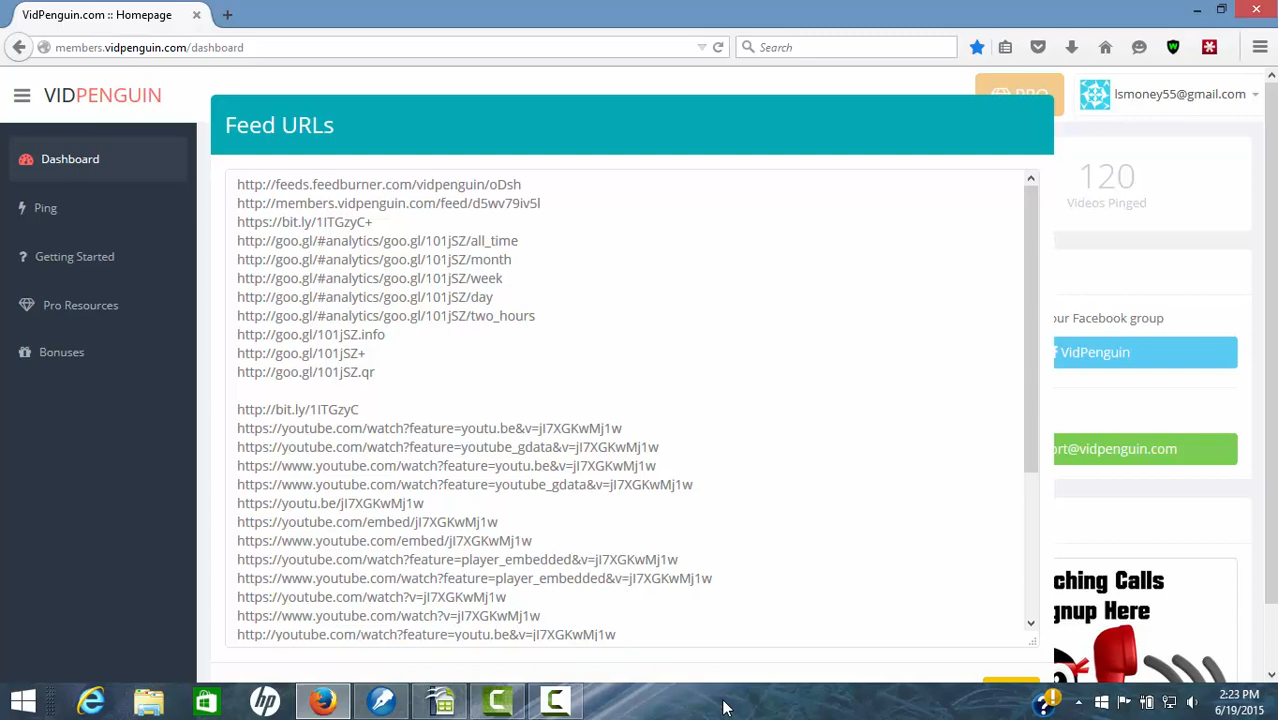 VidPenguin.com :: Homepage
members.vidpenguin.com/dashboard
Search
VIDPENGUIN
PRO
lsmoney55@gmail.com
Feed URLs
Dashboard
Ping
Getting Started
Pro Resources
Bonuses
http://feeds.feedburner.com/vidpenguin/oDsh
http://members.vidpenguin.com/feed/d5wv79iv5l
https://bit.ly/1ITGzyC+
http://goo.gl/#analytics/goo.gl/101jSZ/all_time
http://goo.gl/#analytics/goo.gl/101jSZ/month
http://goo.gl/#analytics/goo.gl/101jSZ/week
http://goo.gl/#analytics/goo.gl/101jSZ/day
http://goo.gl/#analytics/goo.gl/101jSZ/two_hours
http://goo.gl/101jSZ.info
http://goo.gl/101jSZ+
http://goo.gl/101jSZ.qr
http://bit.ly/1ITGzyC
https://youtube.com/watch?feature=youtu.be&v=jI7XGKwMj1w
https://youtube.com/watch?feature=youtube_gdata&v=jI7XGKwMj1w
https://www.youtube.com/watch?feature=youtu.be&v=jI7XGKwMj1w
https://www.youtube.com/watch?feature=youtube_gdata&v=jI7XGKwMj1w
https://youtu.be/jI7XGKwMj1w
https://youtube.com/embed/jI7XGKwMj1w
https://www.youtube.com/embed/jI7XGKwMj1w
https://youtube.com/watch?feature=player_embedded&v=jI7XGKwMj1w
https://www.youtube.com/watch?feature=player_embedded&v=jI7XGKwMj1w
https://youtube.com/watch?v=jI7XGKwMj1w
https://www.youtube.com/watch?v=jI7XGKwMj1w
http://youtube.com/watch?feature=youtu.be&v=jI7XGKwMj1w
120
Videos Pinged
our Facebook group
VidPenguin
ort@vidpenguin.com
ching Calls
gnup Here
2:23 PM
6/19/2015